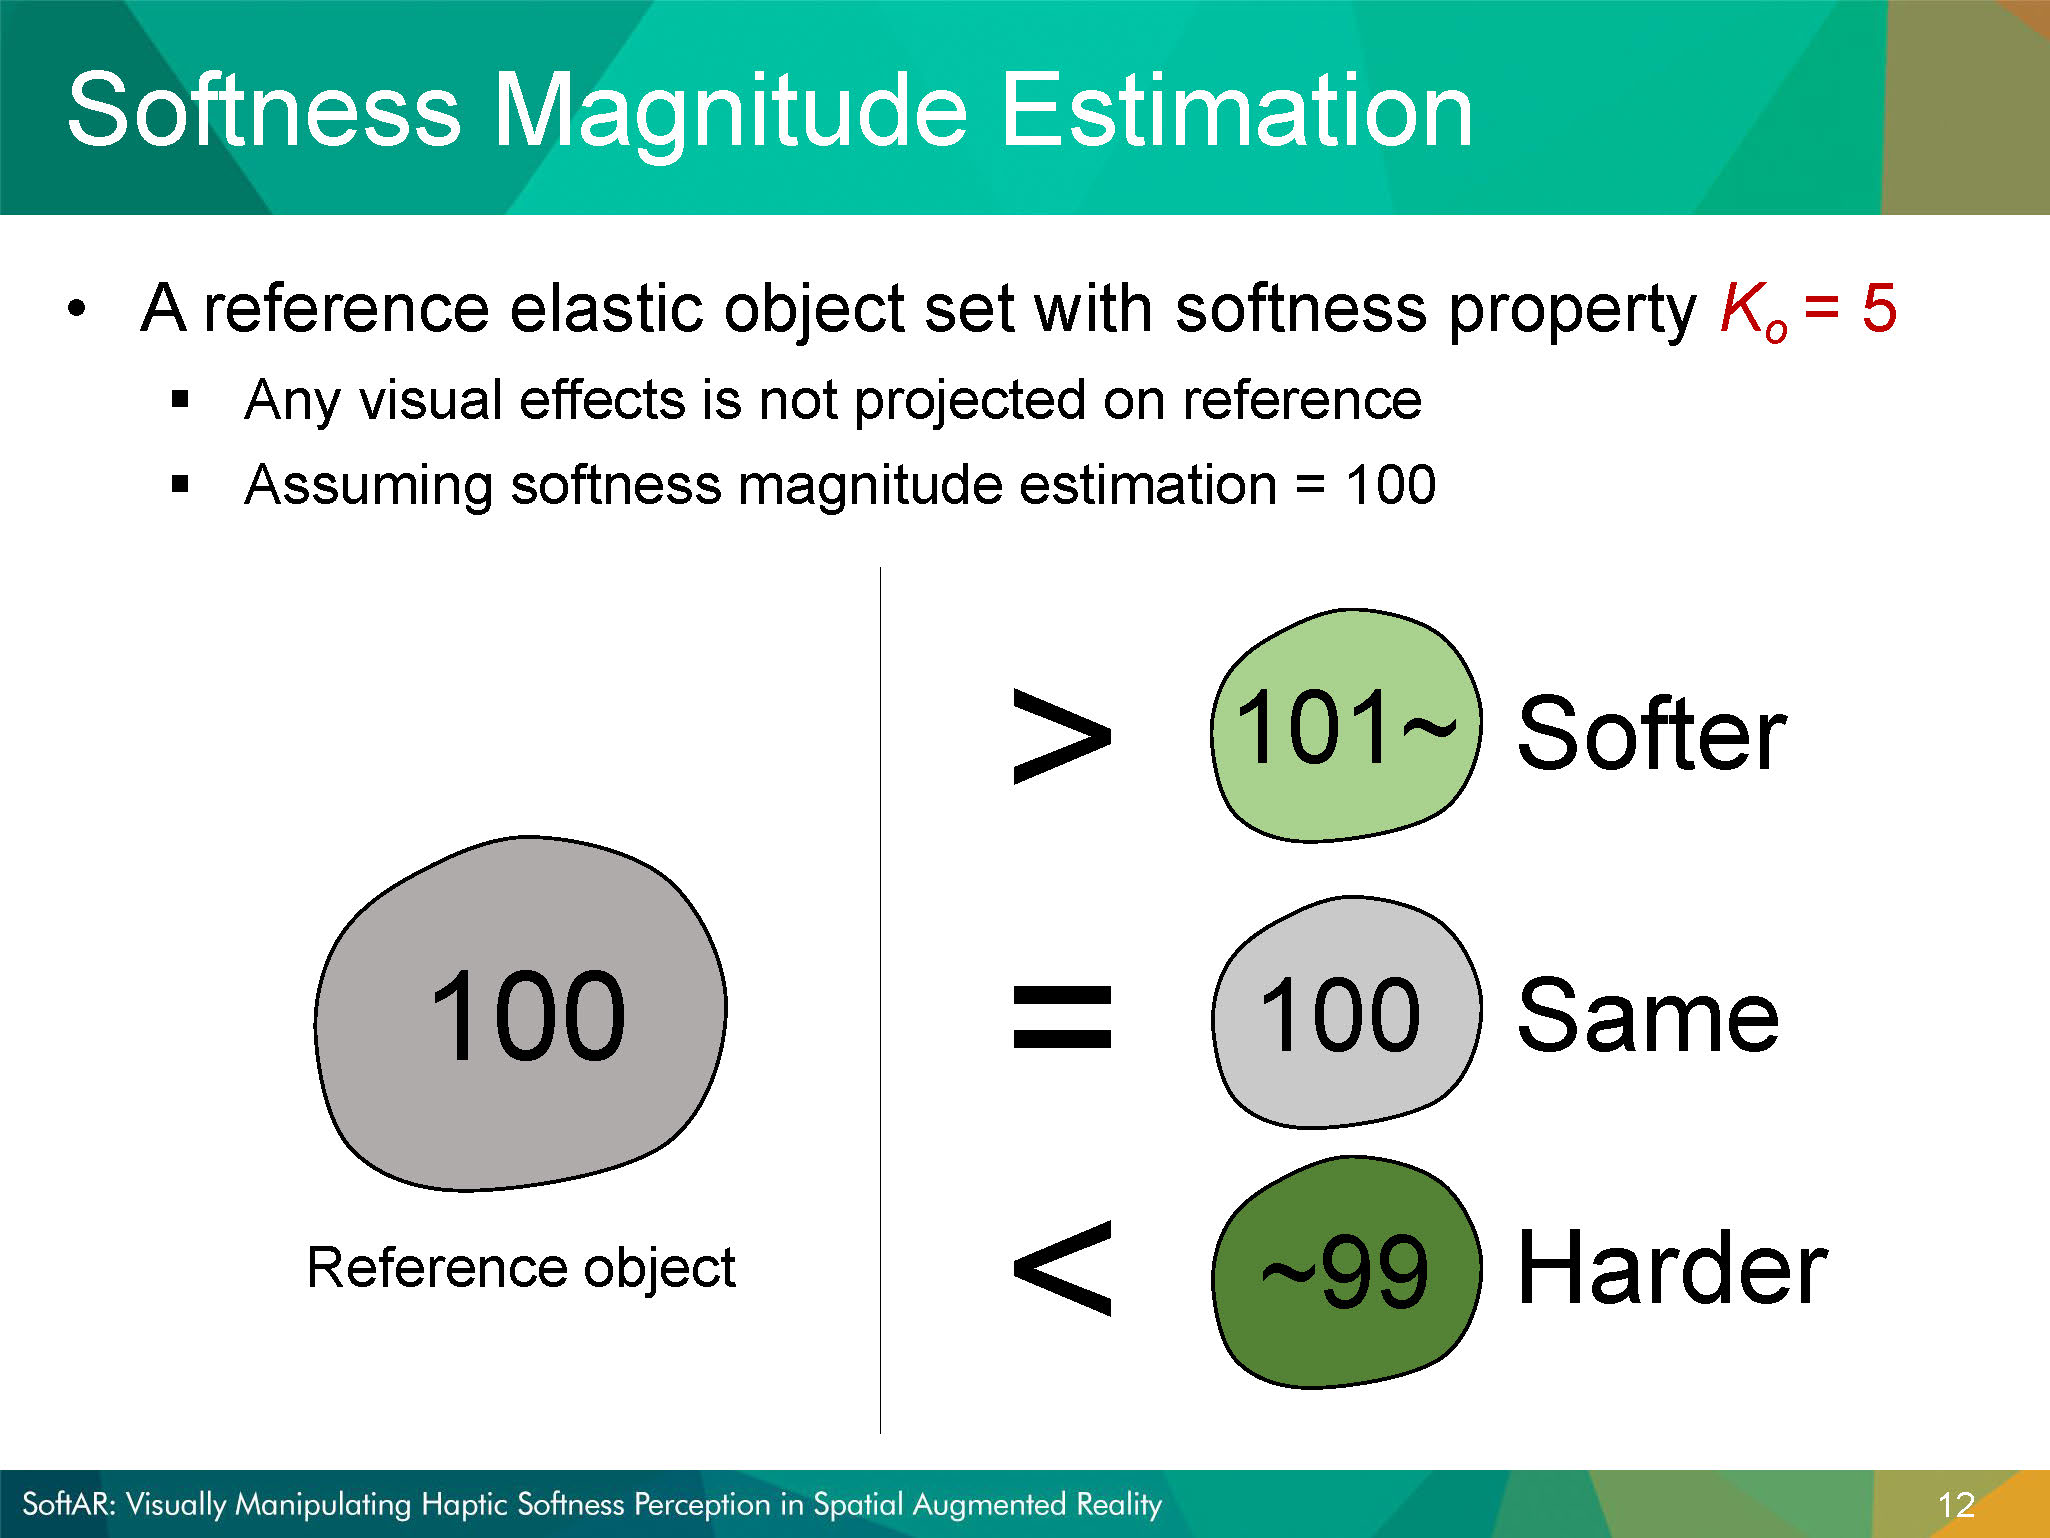 Softness Magnitude Estimation
• A reference elastic object set with softness property Ko = 5
▪ Any visual effects is not projected on reference
▪ Assuming softness magnitude estimation = 100
> 101~ Softer
100
= 100 Same
Reference object
< ~99 Harder
SoftAR: Visually Manipulating Haptic Softness Perception in Spatial Augmented Reality
12